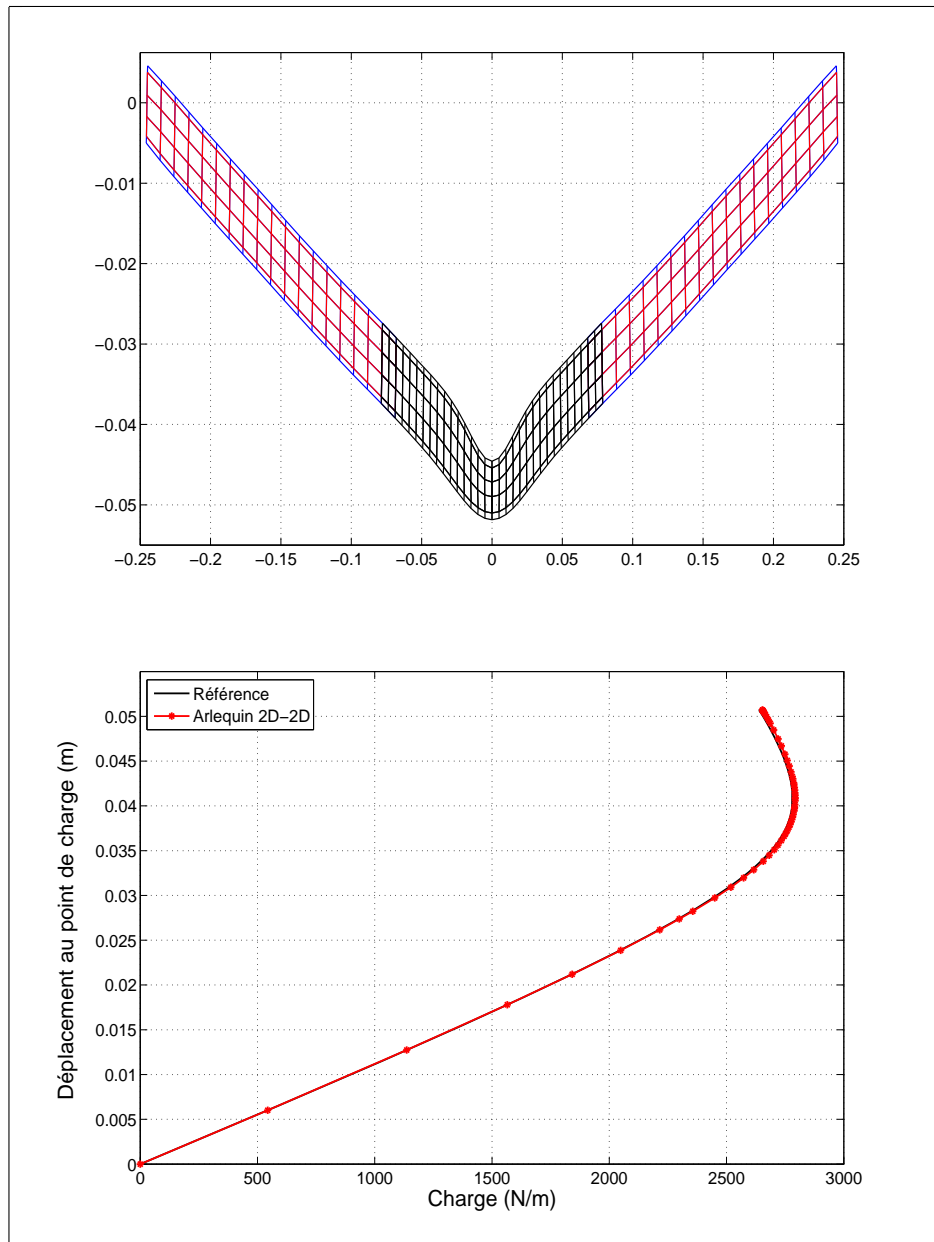 0
−0.01
−0.02
−0.03
−0.04
−0.05
−0.25 −0.2 −0.15 −0.1 −0.05 0 0.05 0.1 0.15 0.2 0.25
Référence
Arlequin 2D−2D
0.05
0.045
0.04
0.035
0.03
0.025
0.02
0.015
0.01
0.005
0
Déplacement au point de charge (m)
0 500 1000 1500 2000 2500 3000
Charge (N/m)